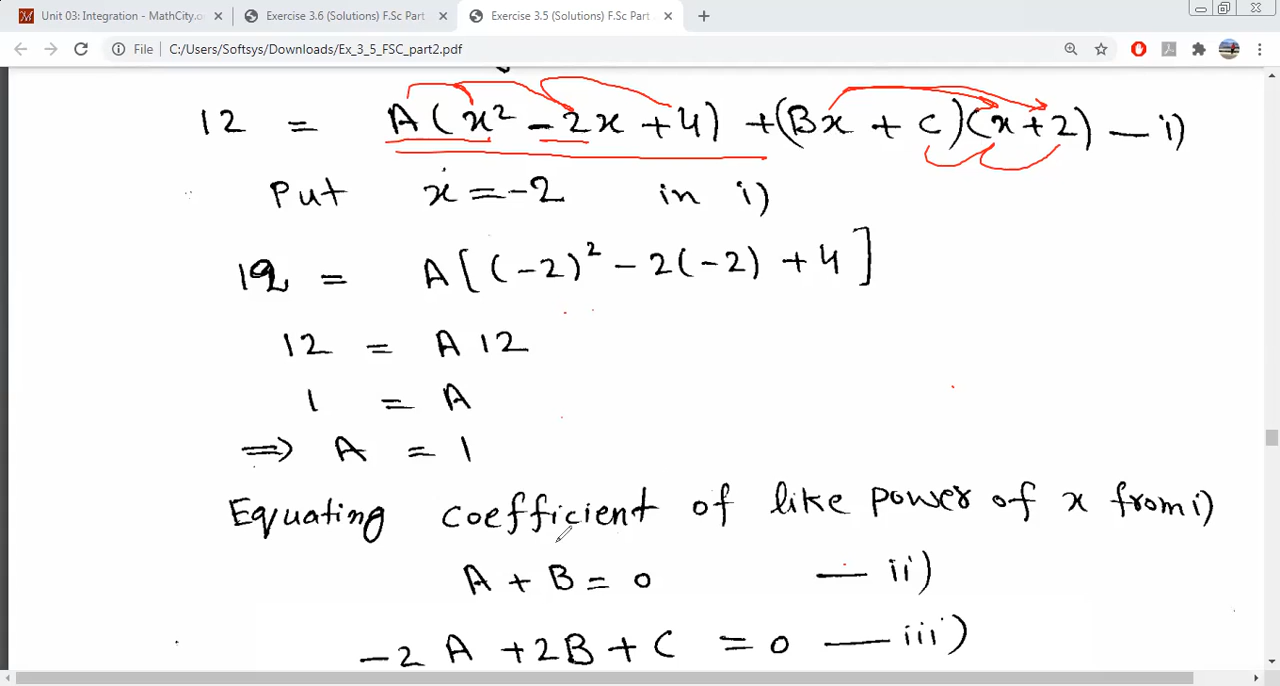 Unit 03: Integration - MathCity.o
Exercise 3.6 (Solutions) F.Sc Part
Exercise 3.5 (Solutions) F.Sc Part
File | C:/Users/Softsys/Downloads/Ex_3_5_FSC_part2.pdf
12 = A(x² -2x +4) +(Bx + C)(x+2) — i)
Put x=-2 in i)
12 = A[(-2)² - 2(-2) +4]
12 = A 12
1 = A
⇒ A = 1
Equating coefficient of like power of x from i)
A + B = 0 — ii)
-2 A +2B + C = 0 — iii)